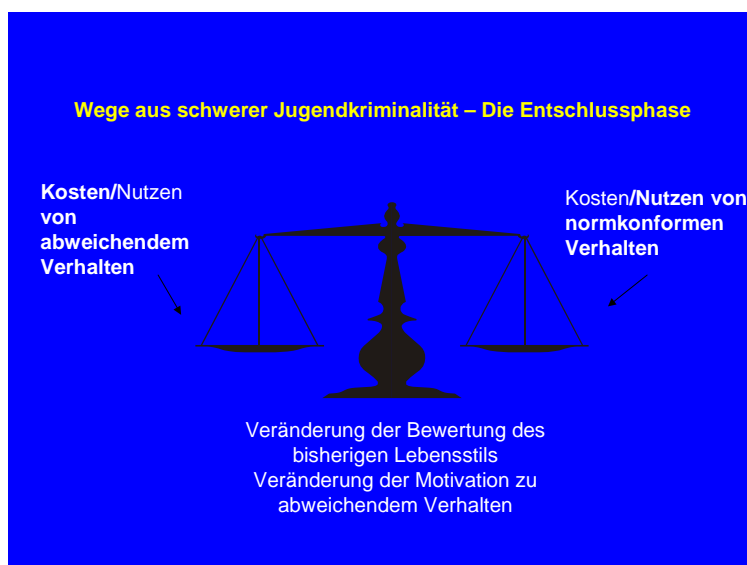 Wege aus schwerer Jugendkriminalität – Die Entschlussphase
Kosten/Nutzen
von
abweichendem
Verhalten
Kosten/Nutzen von
normkonformen
Verhalten
Veränderung der Bewertung des
bisherigen Lebensstils
Veränderung der Motivation zu
abweichendem Verhalten